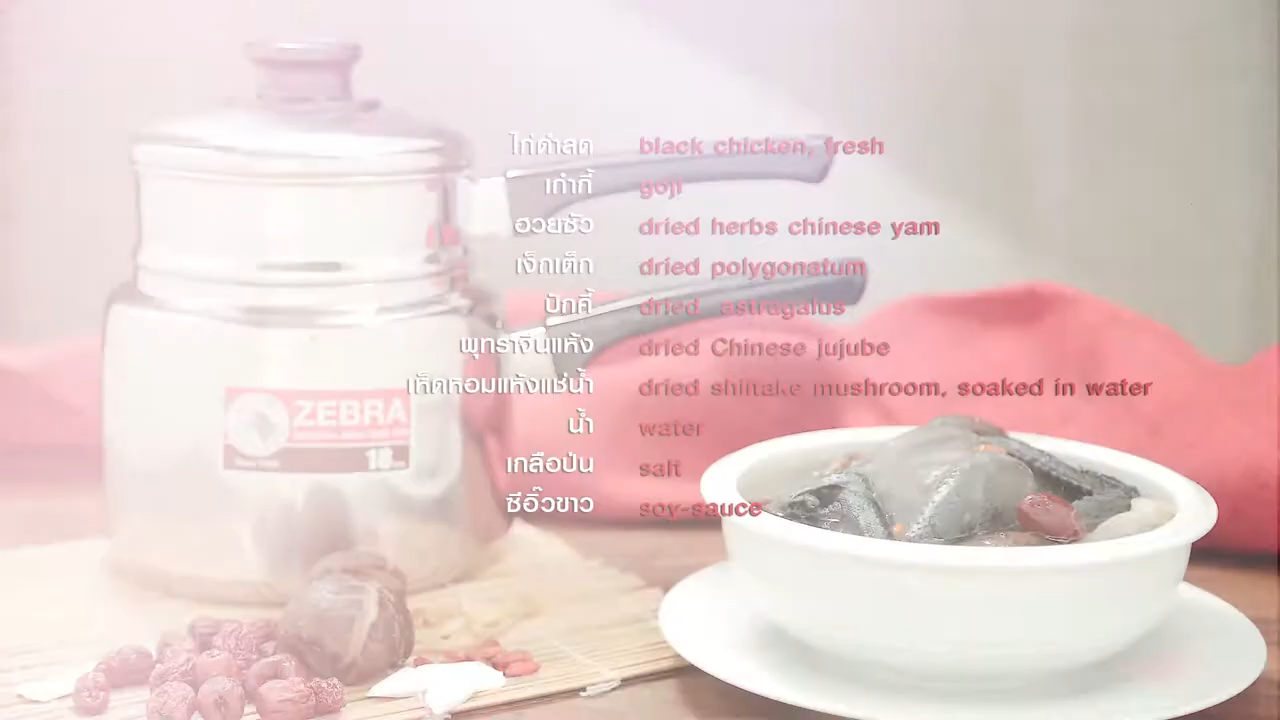 ไก่ดำสด black chicken, fresh
เก๋ากี้ goji
ฮวยซัว dried herbs chinese yam
เง็กเต็ก dried polygonatum
ปักคี้ dried astragalus
พุทราจีนแห้ง dried Chinese jujube
เห็ดหอมแห้งแช่น้ำ dried shiitake mushroom, soaked in water
น้ำ water
เกลือป่น salt
ซีอิ๊วขาว soy-sauce
ZEBRA
18